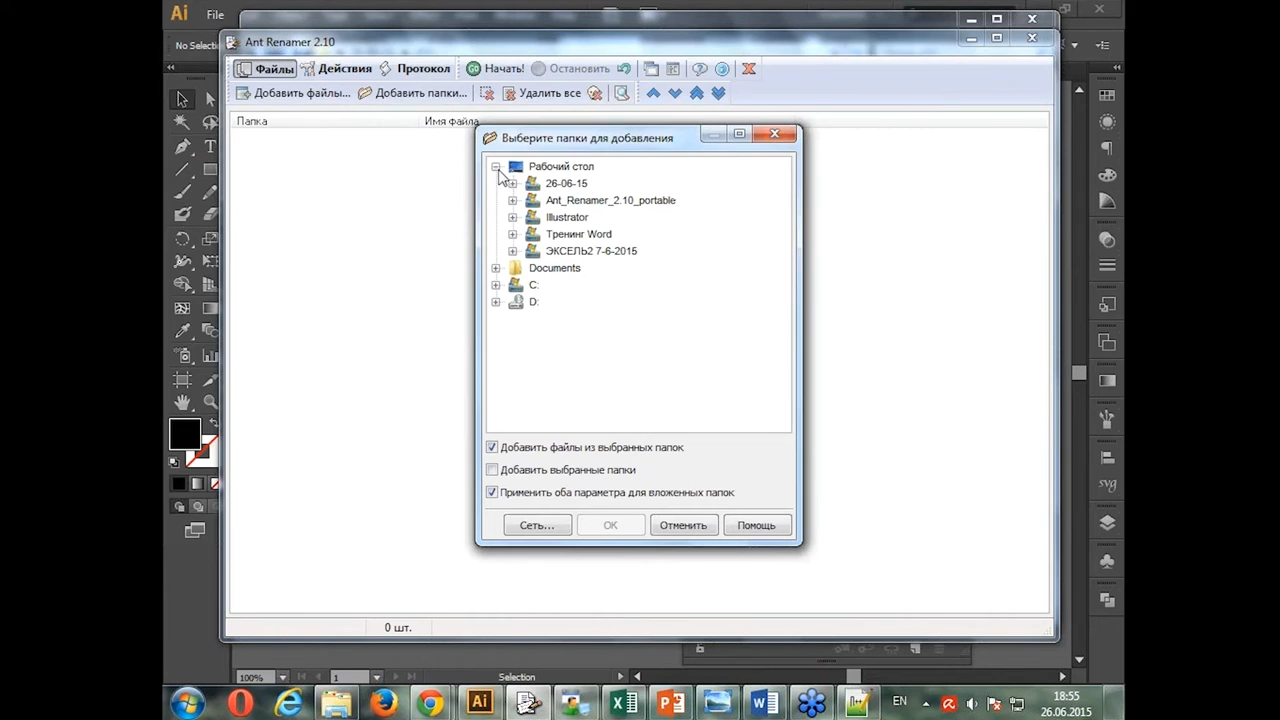 Ai File
Ant Renamer 2.10
No Selec
Файлы Действия Протокол Начать! Остановить
Добавить файлы... Добавить папки... Удалить все
Папка Имя файла
Выберите папки для добавления
Рабочий стол
26-06-15
Ant_Renamer_2.10_portable
Illustrator
Тренинг Word
ЭКСЕЛЬ2 7-6-2015
Documents
C:
D:
Добавить файлы из выбранных папок
Добавить выбранные папки
Применить оба параметра для вложенных папок
Сеть... OK Отменить Помощь
svg
0 шт.
100% 1 Selection
Ai EN 18:55
26.06.2015